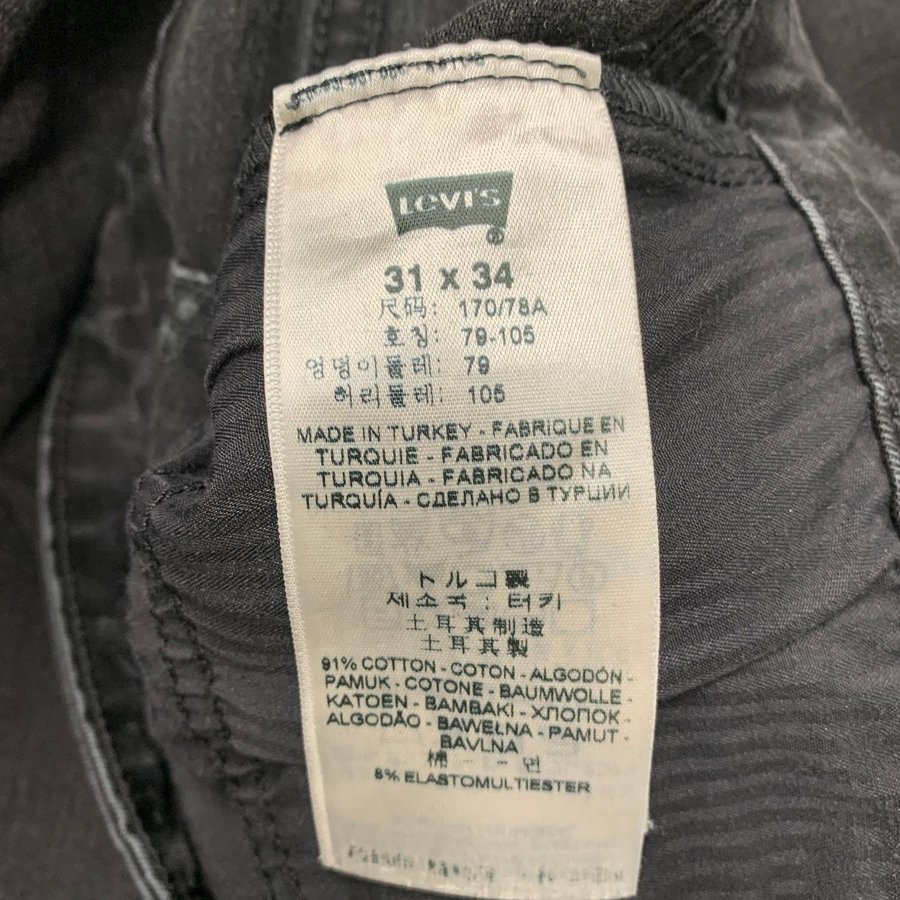 LEVI'S
®
31 x 34
尺码: 170/78A
호칭: 79-105
엉덩이둘레: 79
허리둘레: 105
MADE IN TURKEY - FABRIQUE EN
TURQUIE - FABRICADO EN
TURQUIA - FABRICADO NA
TURQUÍA - СДЕЛАНО В ТУРЦИИ
トルコ製
제소국 : 터키
土耳其制造
土耳其製
91% COTTON - COTON - ALGODÓN -
PAMUK - COTONE - BAUMWOLLE -
KATOEN - BAMBAKI - ХЛОПОК -
ALGODÃO - BAWEŁNA - PAMUT -
BAVLNA
棉 - - 면
8% ELASTOMULTIESTER